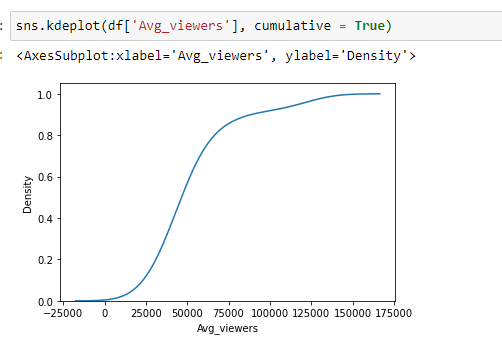 : sns.kdeplot(df['Avg_viewers'], cumulative = True)
: <AxesSubplot:xlabel='Avg_viewers', ylabel='Density'>
1.0
0.8
0.6
0.4
0.2
0.0
Density
−25000 0 25000 50000 75000 100000 125000 150000 175000
Avg_viewers